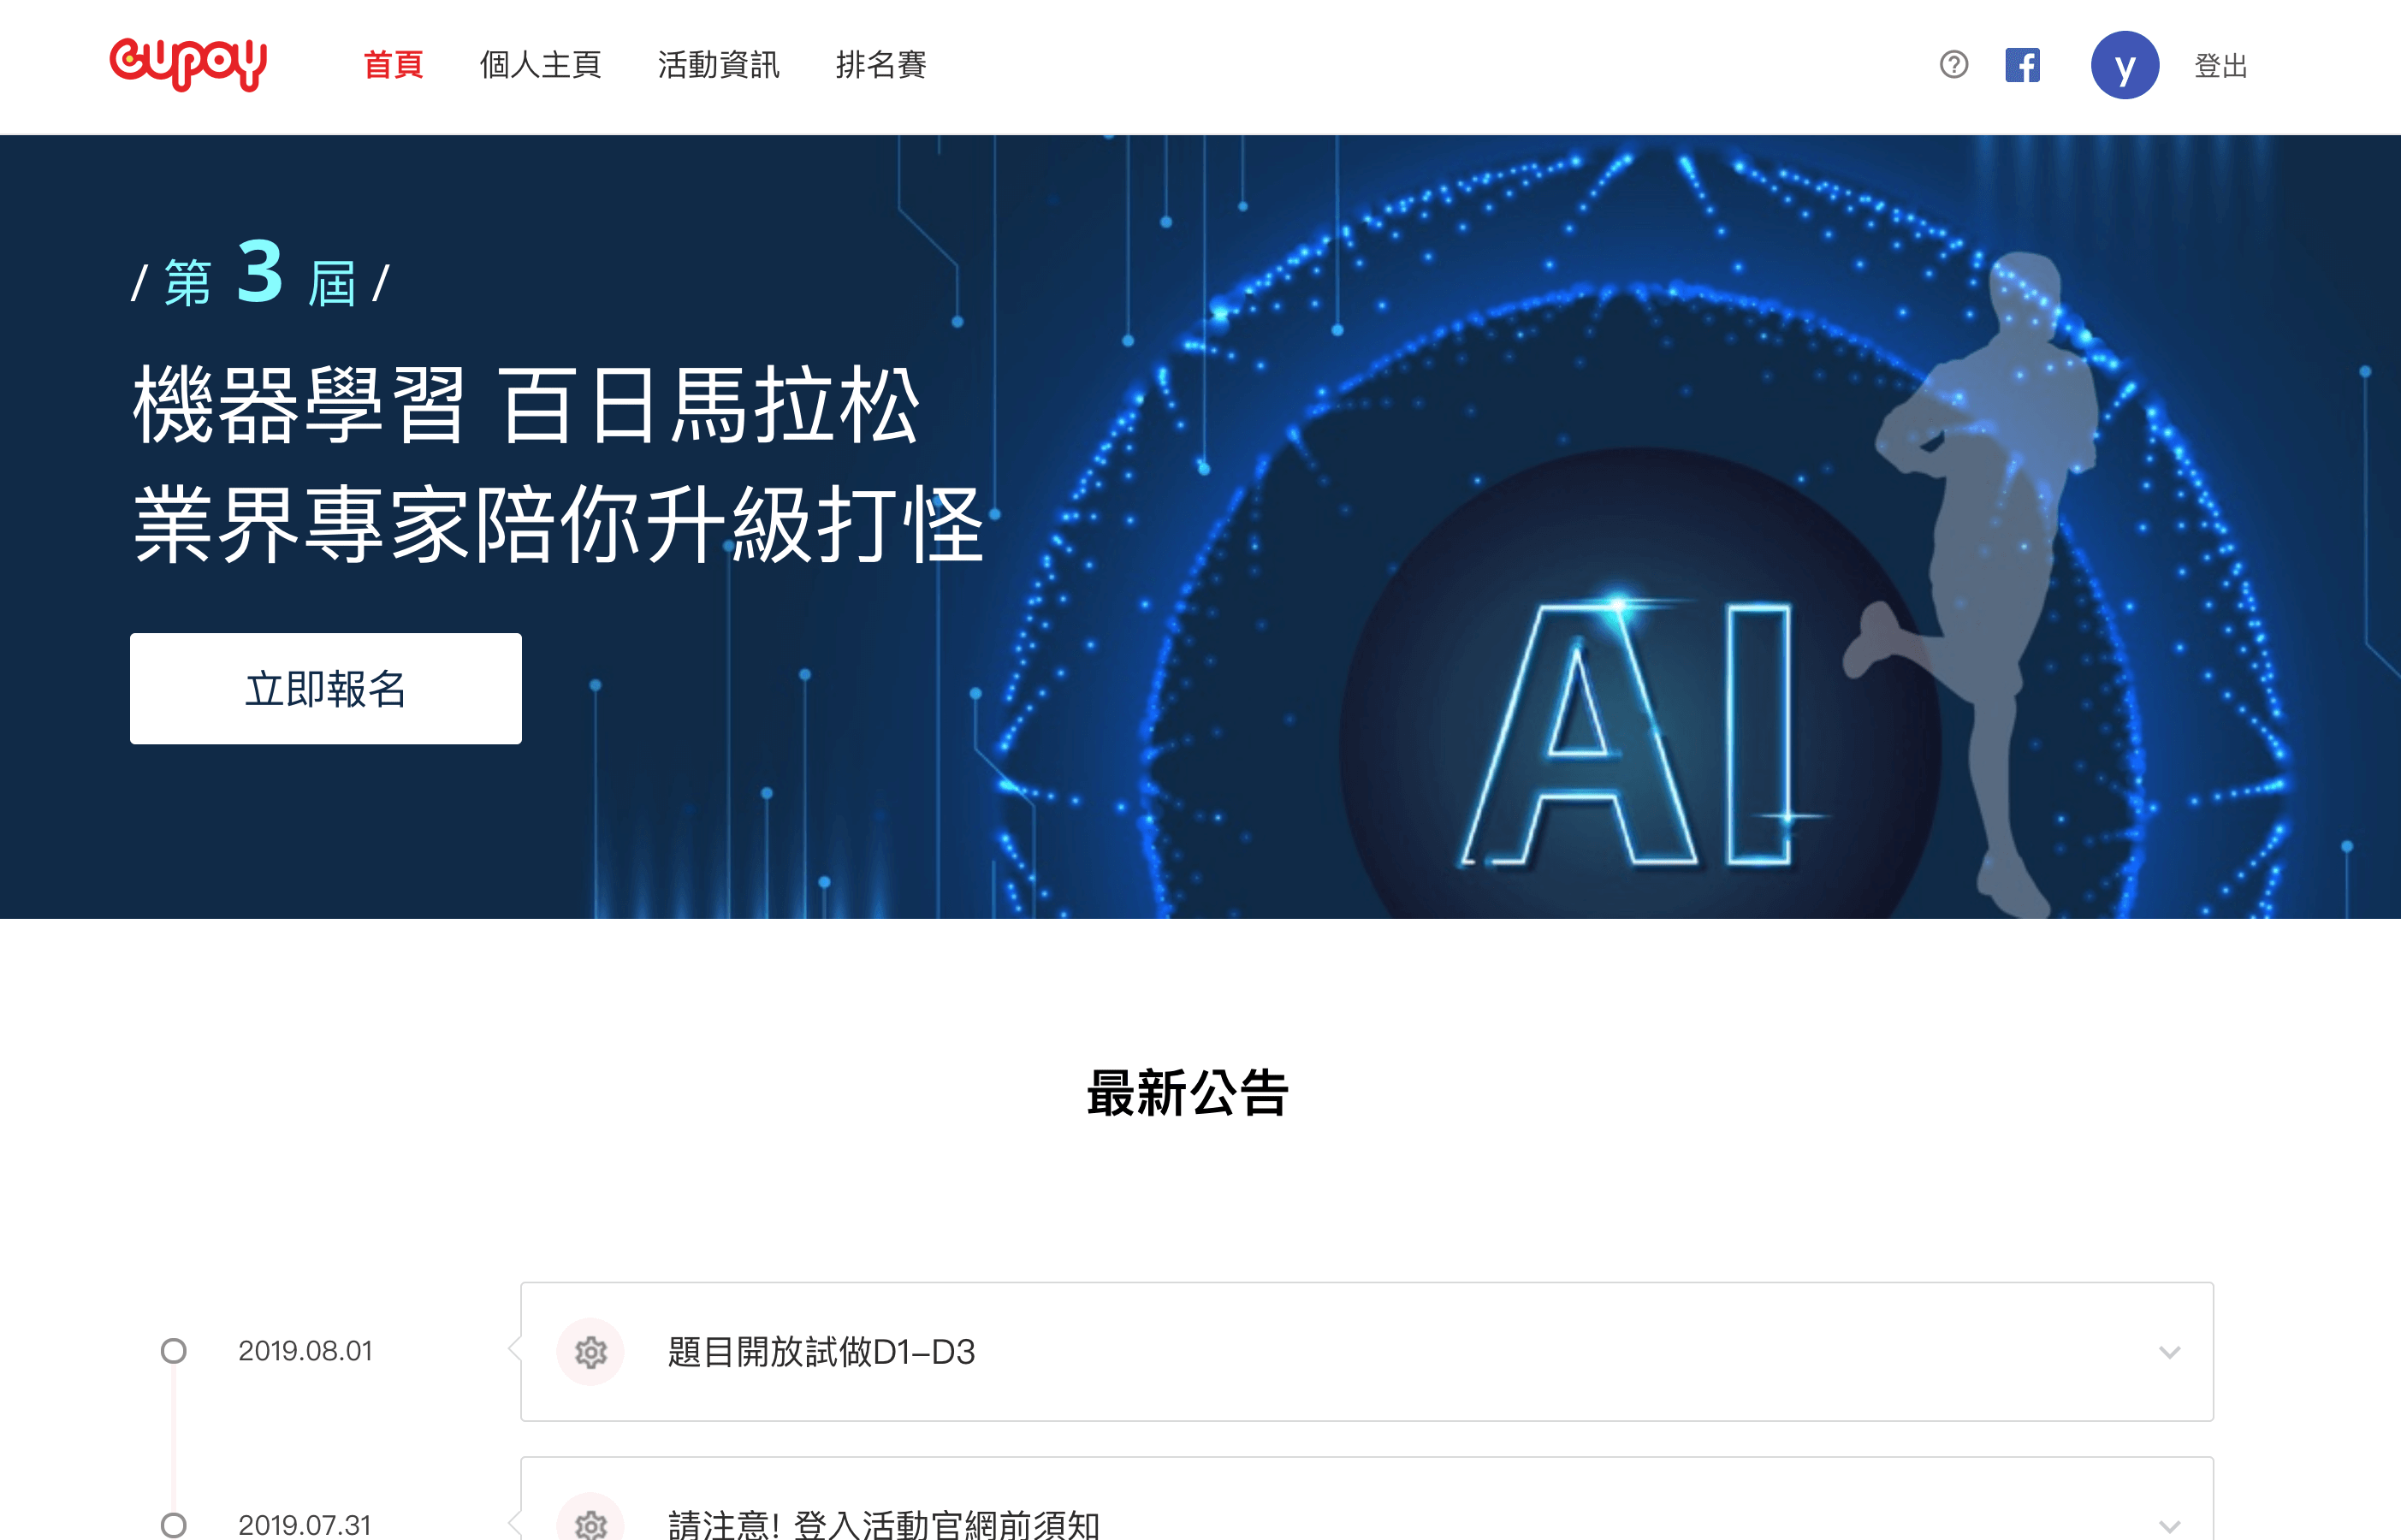 cupoy 首頁 個人主頁 活動資訊 排名賽 y 登出
/ 第 3 屆 /
機器學習 百日馬拉松
業界專家陪你升級打怪
立即報名
AI
最新公告
2019.08.01 題目開放試做D1–D3
2019.07.31 請注意! 登入活動官網前須知